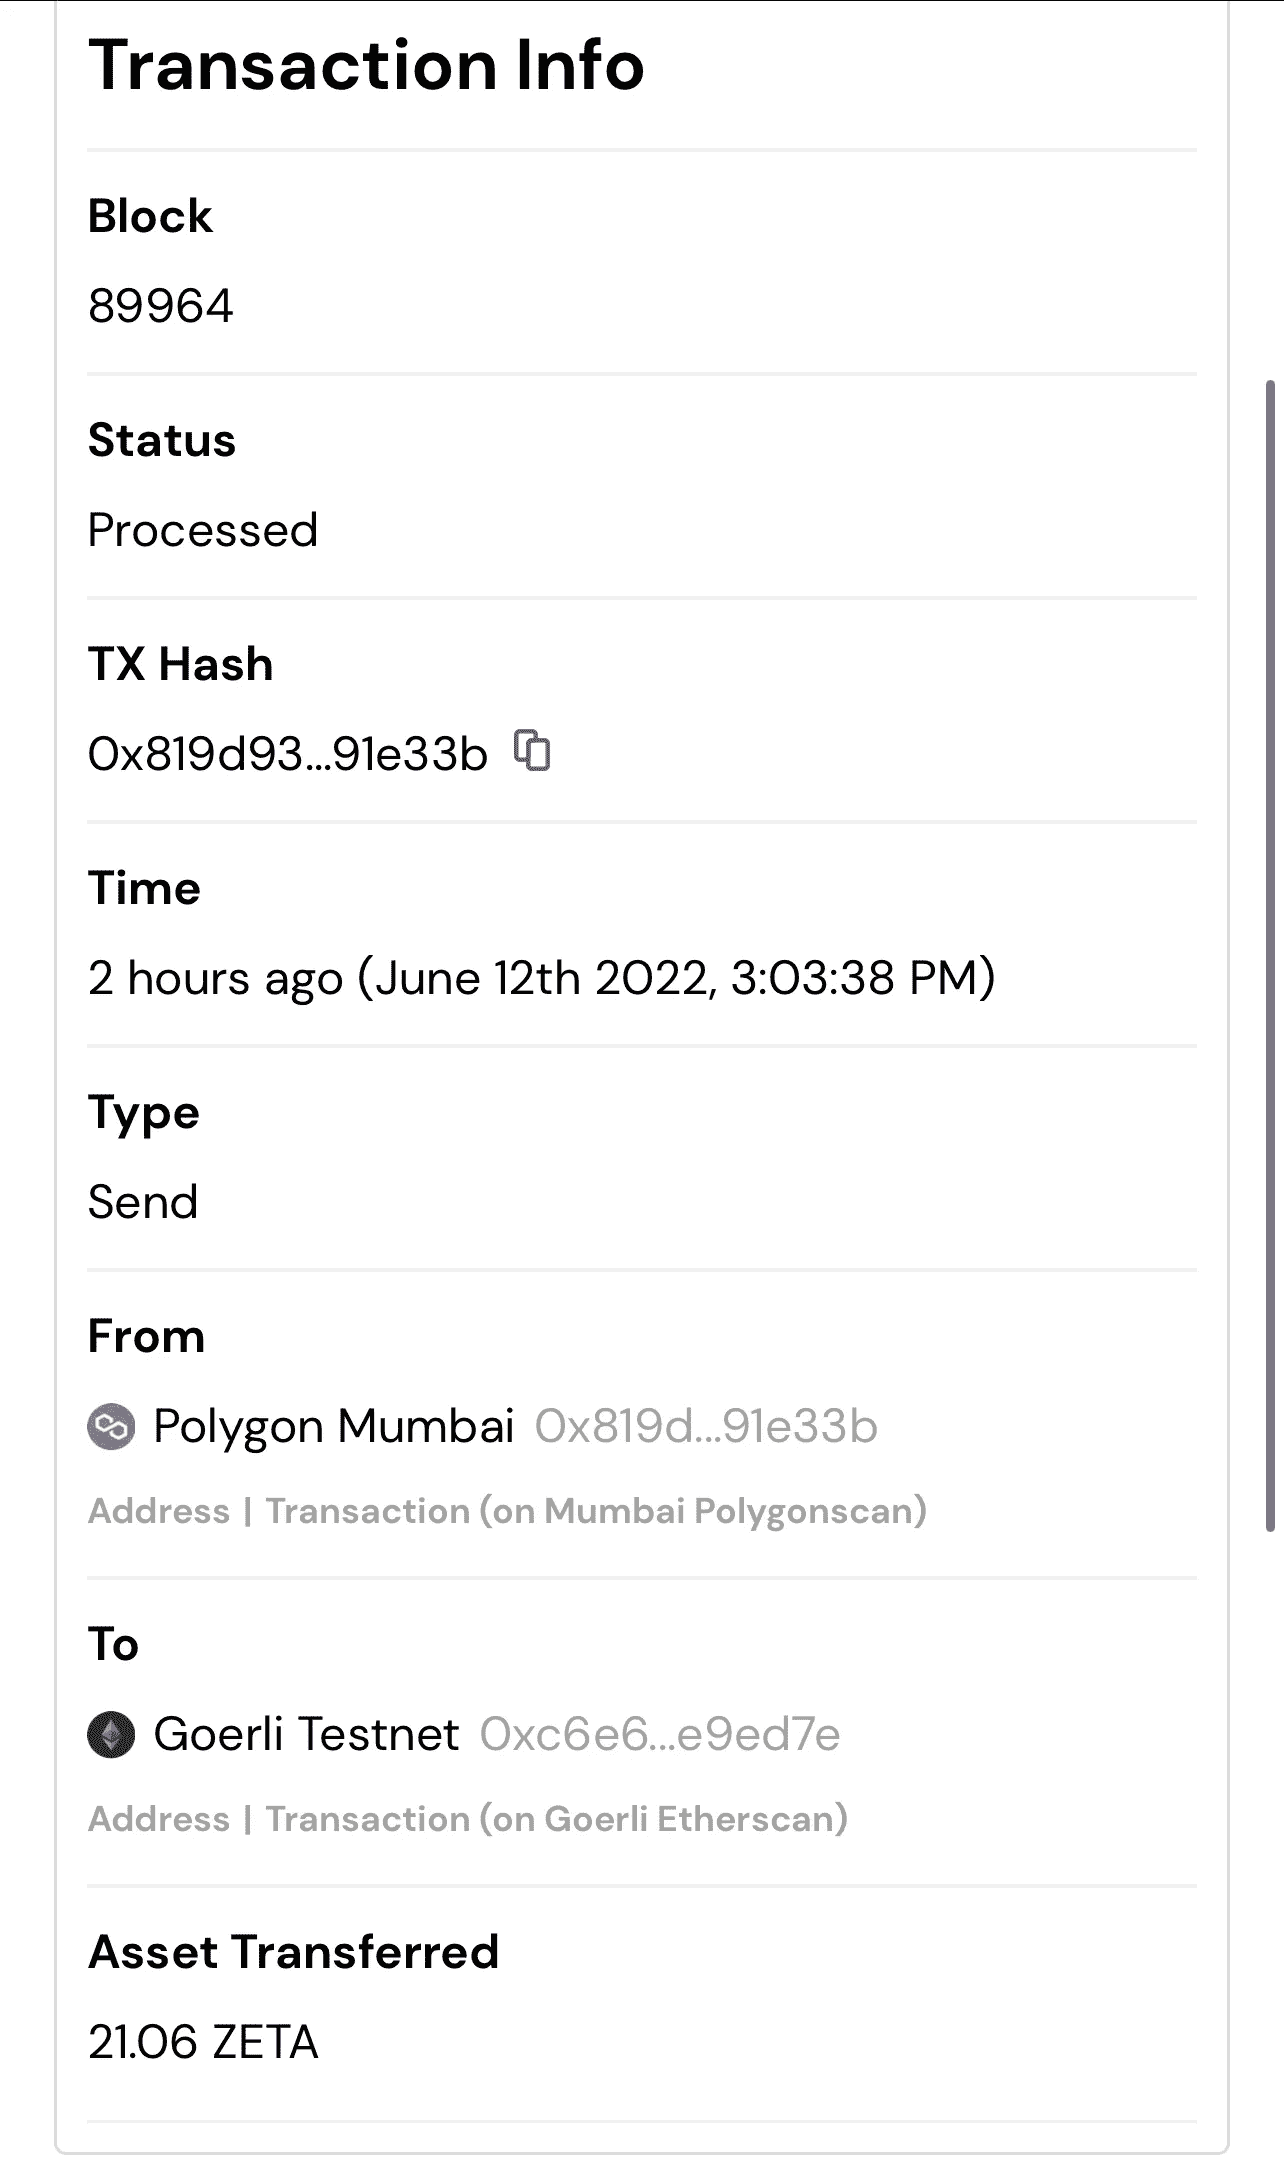 Transaction Info
Block
89964
Status
Processed
TX Hash
0x819d93...91e33b
Time
2 hours ago (June 12th 2022, 3:03:38 PM)
Type
Send
From
Polygon Mumbai 0x819d...91e33b
Address | Transaction (on Mumbai Polygonscan)
To
Goerli Testnet 0xc6e6...e9ed7e
Address | Transaction (on Goerli Etherscan)
Asset Transferred
21.06 ZETA